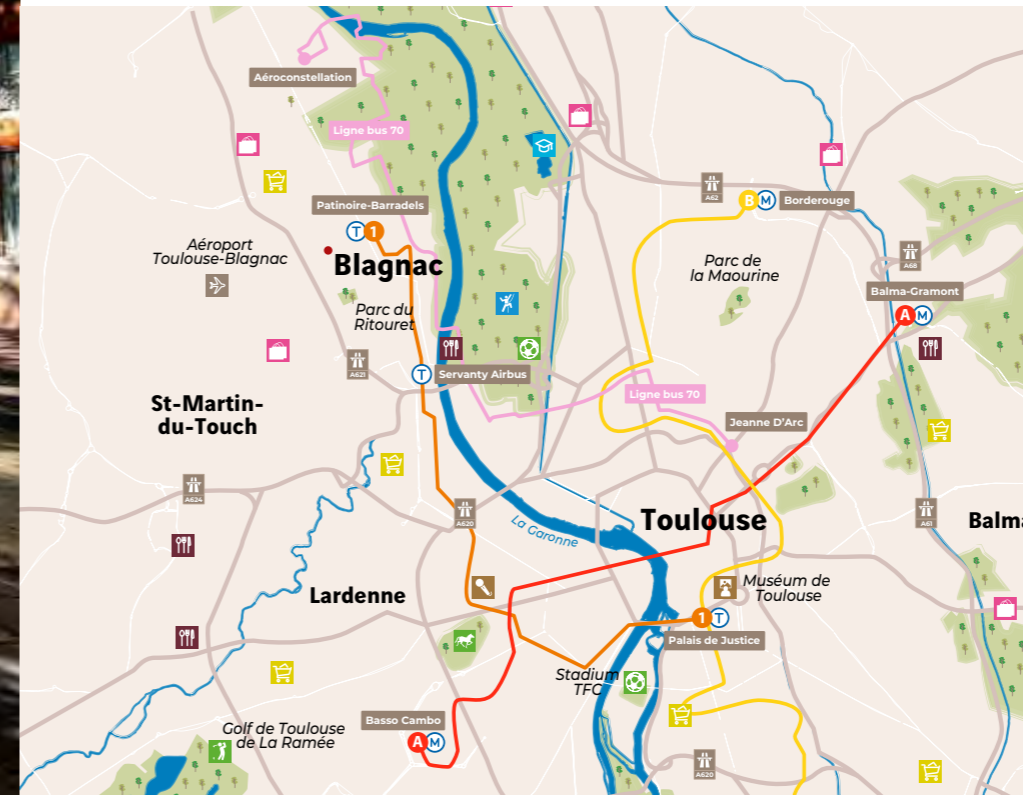 Aéroconstellation
Ligne bus 70
Patinoire-Barradels
T 1
Blagnac
Aéroport
Toulouse-Blagnac
Parc du
Ritouret
A621
T Servanty Airbus
A62
B M Borderouge
Parc de
la Maourine
A68
Balma-Gramont
A M
Ligne bus 70
Jeanne D'Arc
St-Martin-
du-Touch
A624
A620
La Garonne
Toulouse
A61
Balma
Lardenne
Muséum de
Toulouse
1 T
Palais de Justice
Stadium
TFC
Basso Cambo
A M
Golf de Toulouse
de La Ramée
A620